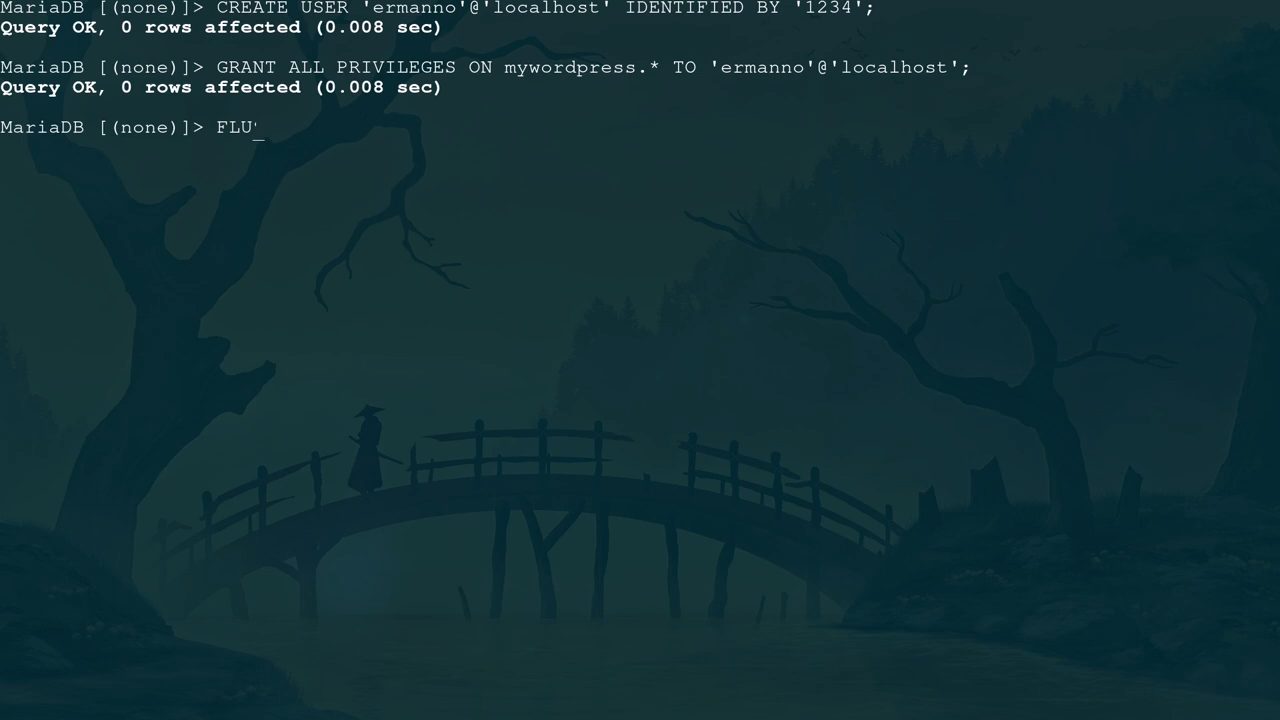 MariaDB [(none)]> CREATE USER 'ermanno'@'localhost' IDENTIFIED BY '1234';
Query OK, 0 rows affected (0.008 sec)
MariaDB [(none)]> GRANT ALL PRIVILEGES ON mywordpress.* TO 'ermanno'@'localhost';
Query OK, 0 rows affected (0.008 sec)
MariaDB [(none)]> FLU